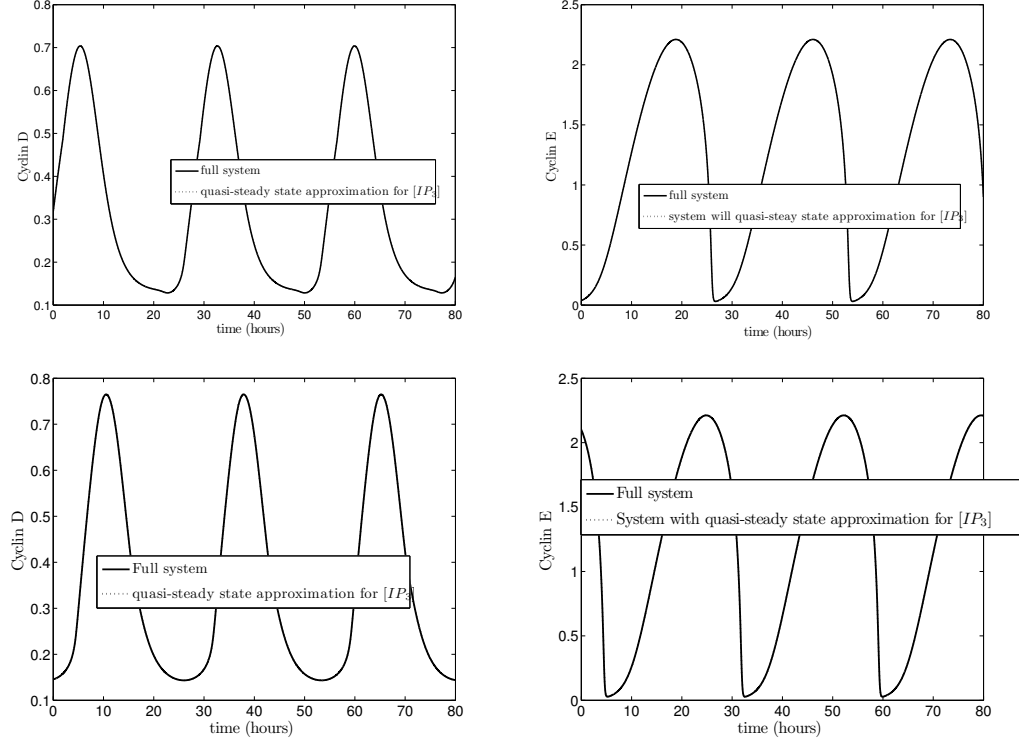 0.8
0.7
0.6
0.5
0.4
0.3
0.2
0.1
Cyclin D
full system
quasi-steady state approximation for [IP3]
0 10 20 30 40 50 60 70 80
time (hours)
2.5
2
1.5
1
0.5
0
Cyclin E
full system
system will quasi-steay state approximation for [IP3]
0 10 20 30 40 50 60 70 80
time (hours)
0.8
0.7
0.6
0.5
0.4
0.3
0.2
0.1
Cyclin D
Full system
quasi-steady state approximation for [IP3]
0 10 20 30 40 50 60 70 80
time (hours)
2.5
2
1.5
1
0.5
0
Cyclin E
Full system
System with quasi-steady state approximation for [IP3]
0 10 20 30 40 50 60 70 80
time (hours)